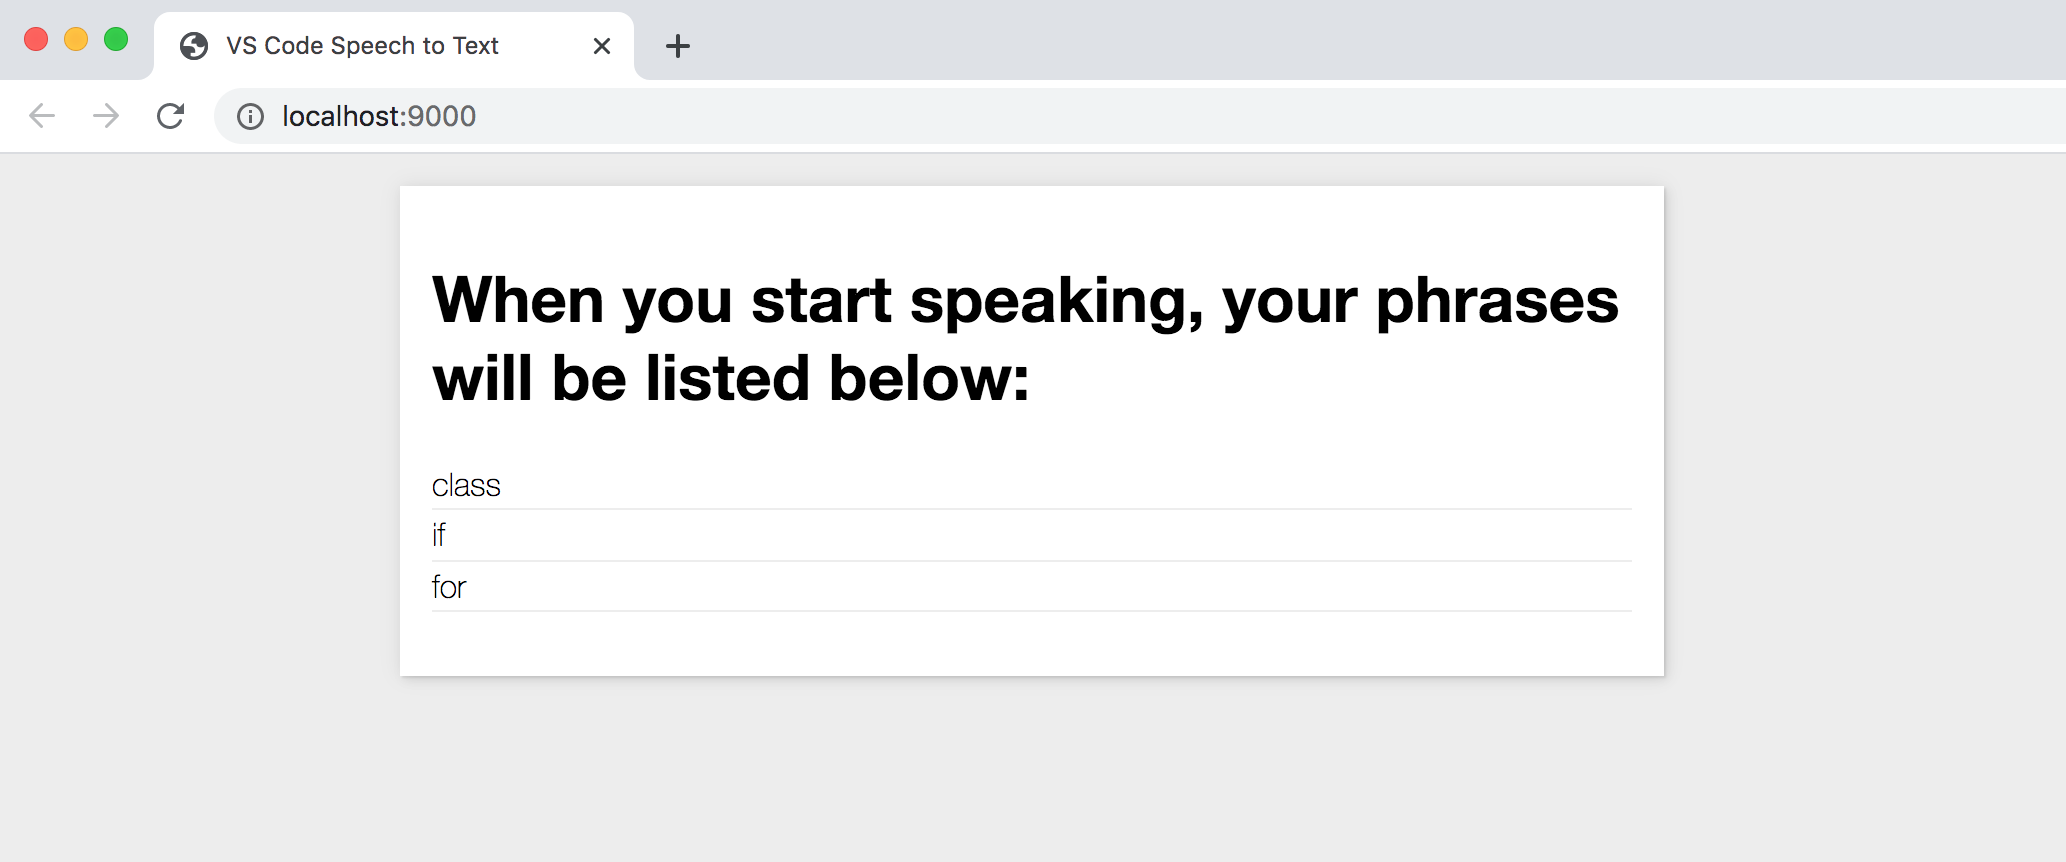 VS Code Speech to Text
localhost:9000
When you start speaking, your phrases
will be listed below:
class
if
for